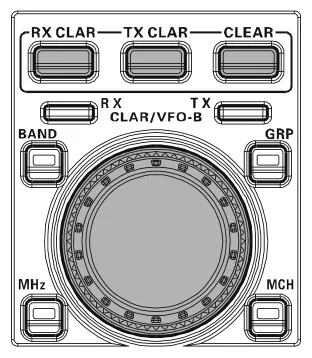 RX CLAR TX CLAR CLEAR
RX TX
CLAR/VFO-B
BAND GRP
MHz MCH